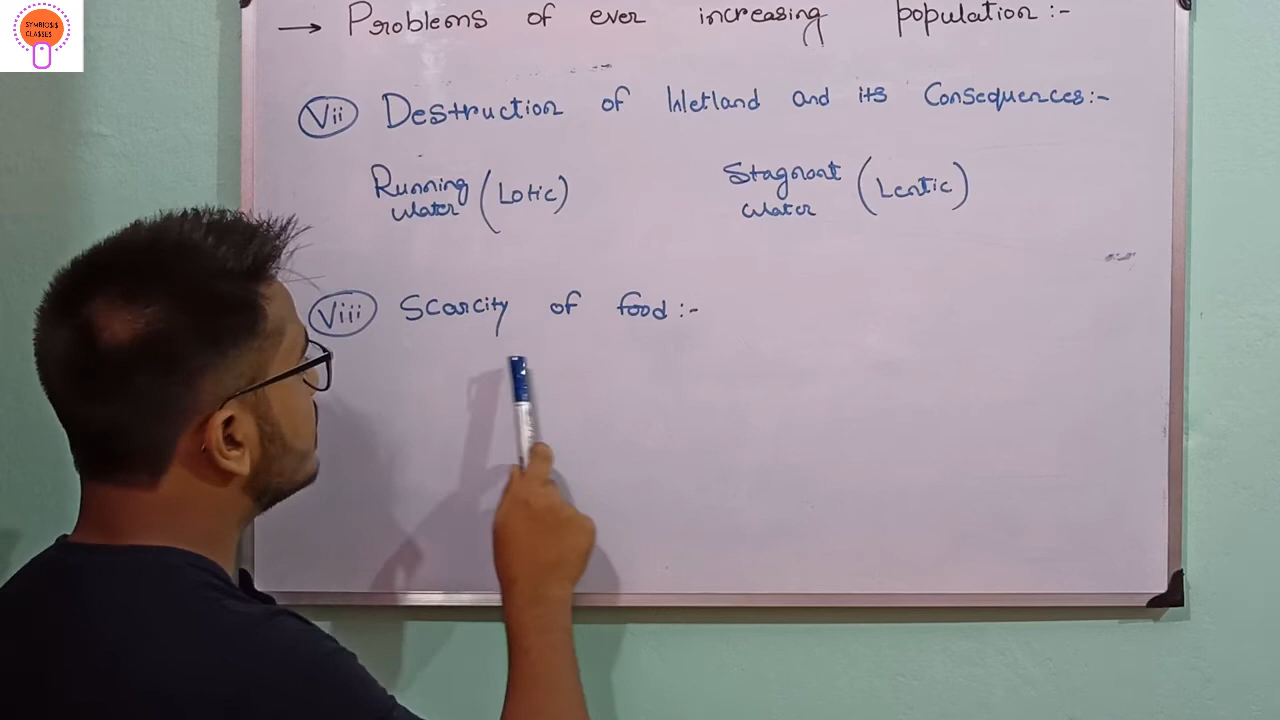 SYMBIOSIS
CLASSES
→ Problems of ever increasing population :-
(vii) Destruction of Wetland and its Consequences:-
Running Water (Lotic) Stagnant Water (Lentic)
(viii) Scarcity of food :-